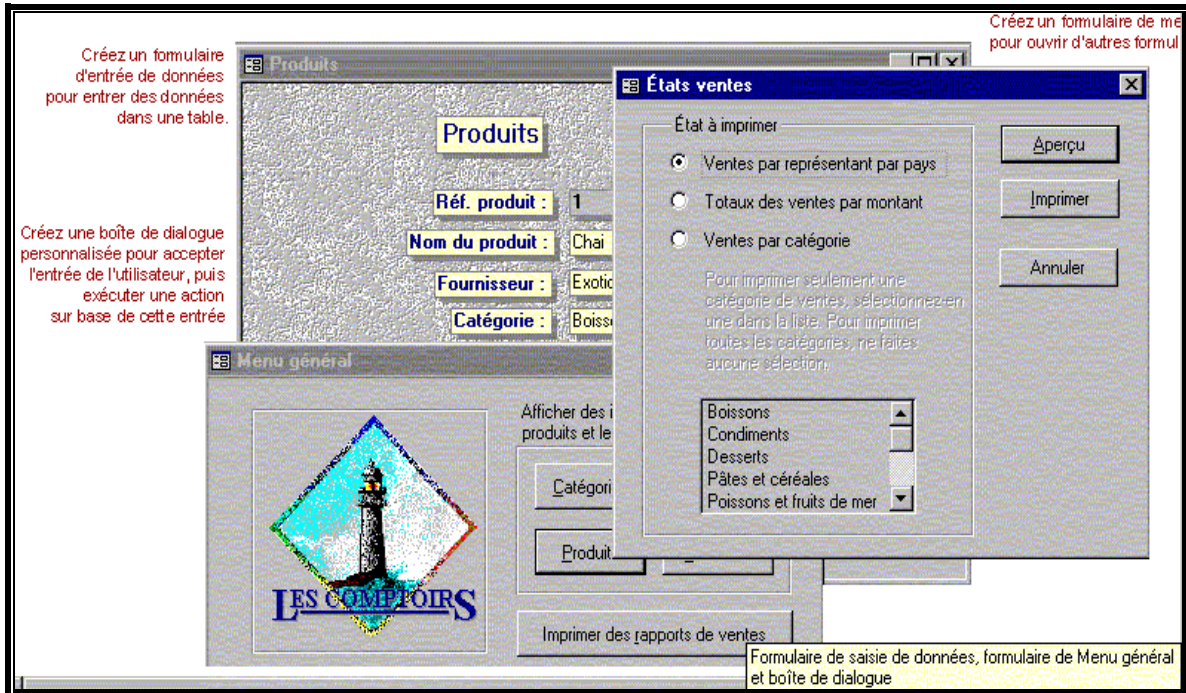 Créez un formulaire
d'entrée de données
pour entrer des données
dans une table.
Créez un formulaire de me
pour ouvrir d'autres formul
Produits
Produits
Réf. produit : 1
Nom du produit : Chai
Fournisseur : Exotic
Catégorie : Boiss
Créez une boîte de dialogue
personnalisée pour accepter
l'entrée de l'utilisateur, puis
exécuter une action
sur base de cette entrée
États ventes
État à imprimer
Ventes par représentant par pays
Totaux des ventes par montant
Ventes par catégorie
Pour imprimer seulement une
catégorie de ventes, sélectionnez-en
une dans la liste. Pour imprimer
toutes les catégories, ne faites
aucune sélection.
Boissons
Condiments
Desserts
Pâtes et céréales
Poissons et fruits de mer
Aperçu
Imprimer
Annuler
Menu général
Afficher des i
produits et le
Catégori
Produit
LES COMPTOIRS
Imprimer des rapports de ventes
Formulaire de saisie de données, formulaire de Menu général
et boîte de dialogue